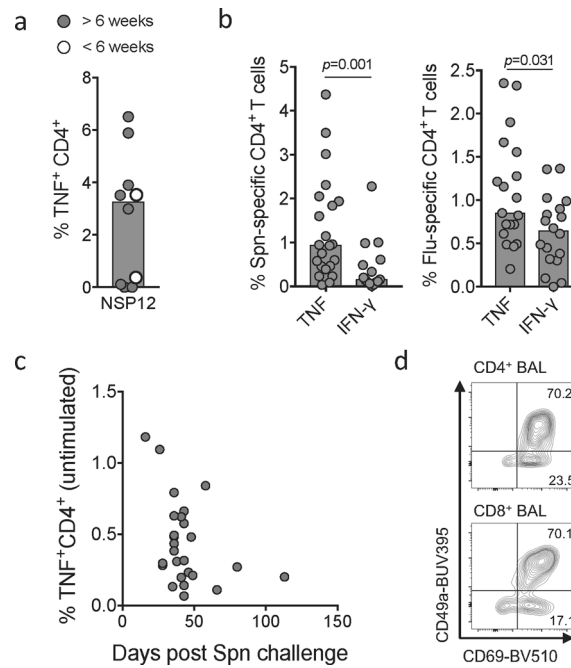 a
> 6 weeks
< 6 weeks
% TNF+ CD4+
8
6
4
2
0
NSP12
b
% Spn-specific CD4+ T cells
p=0.001
5
4
3
2
1
0
TNF
IFN-γ
% Flu-specific CD4+ T cells
p=0.031
2.5
2.0
1.5
1.0
0.5
0.0
TNF
IFN-γ
c
% TNF+CD4+ (untimulated)
1.5
1.0
0.5
0.0
0
50
100
150
Days post Spn challenge
d
CD4+ BAL
70.2
23.5
CD8+ BAL
70.1
17.1
CD49a-BUV395
CD69-BV510